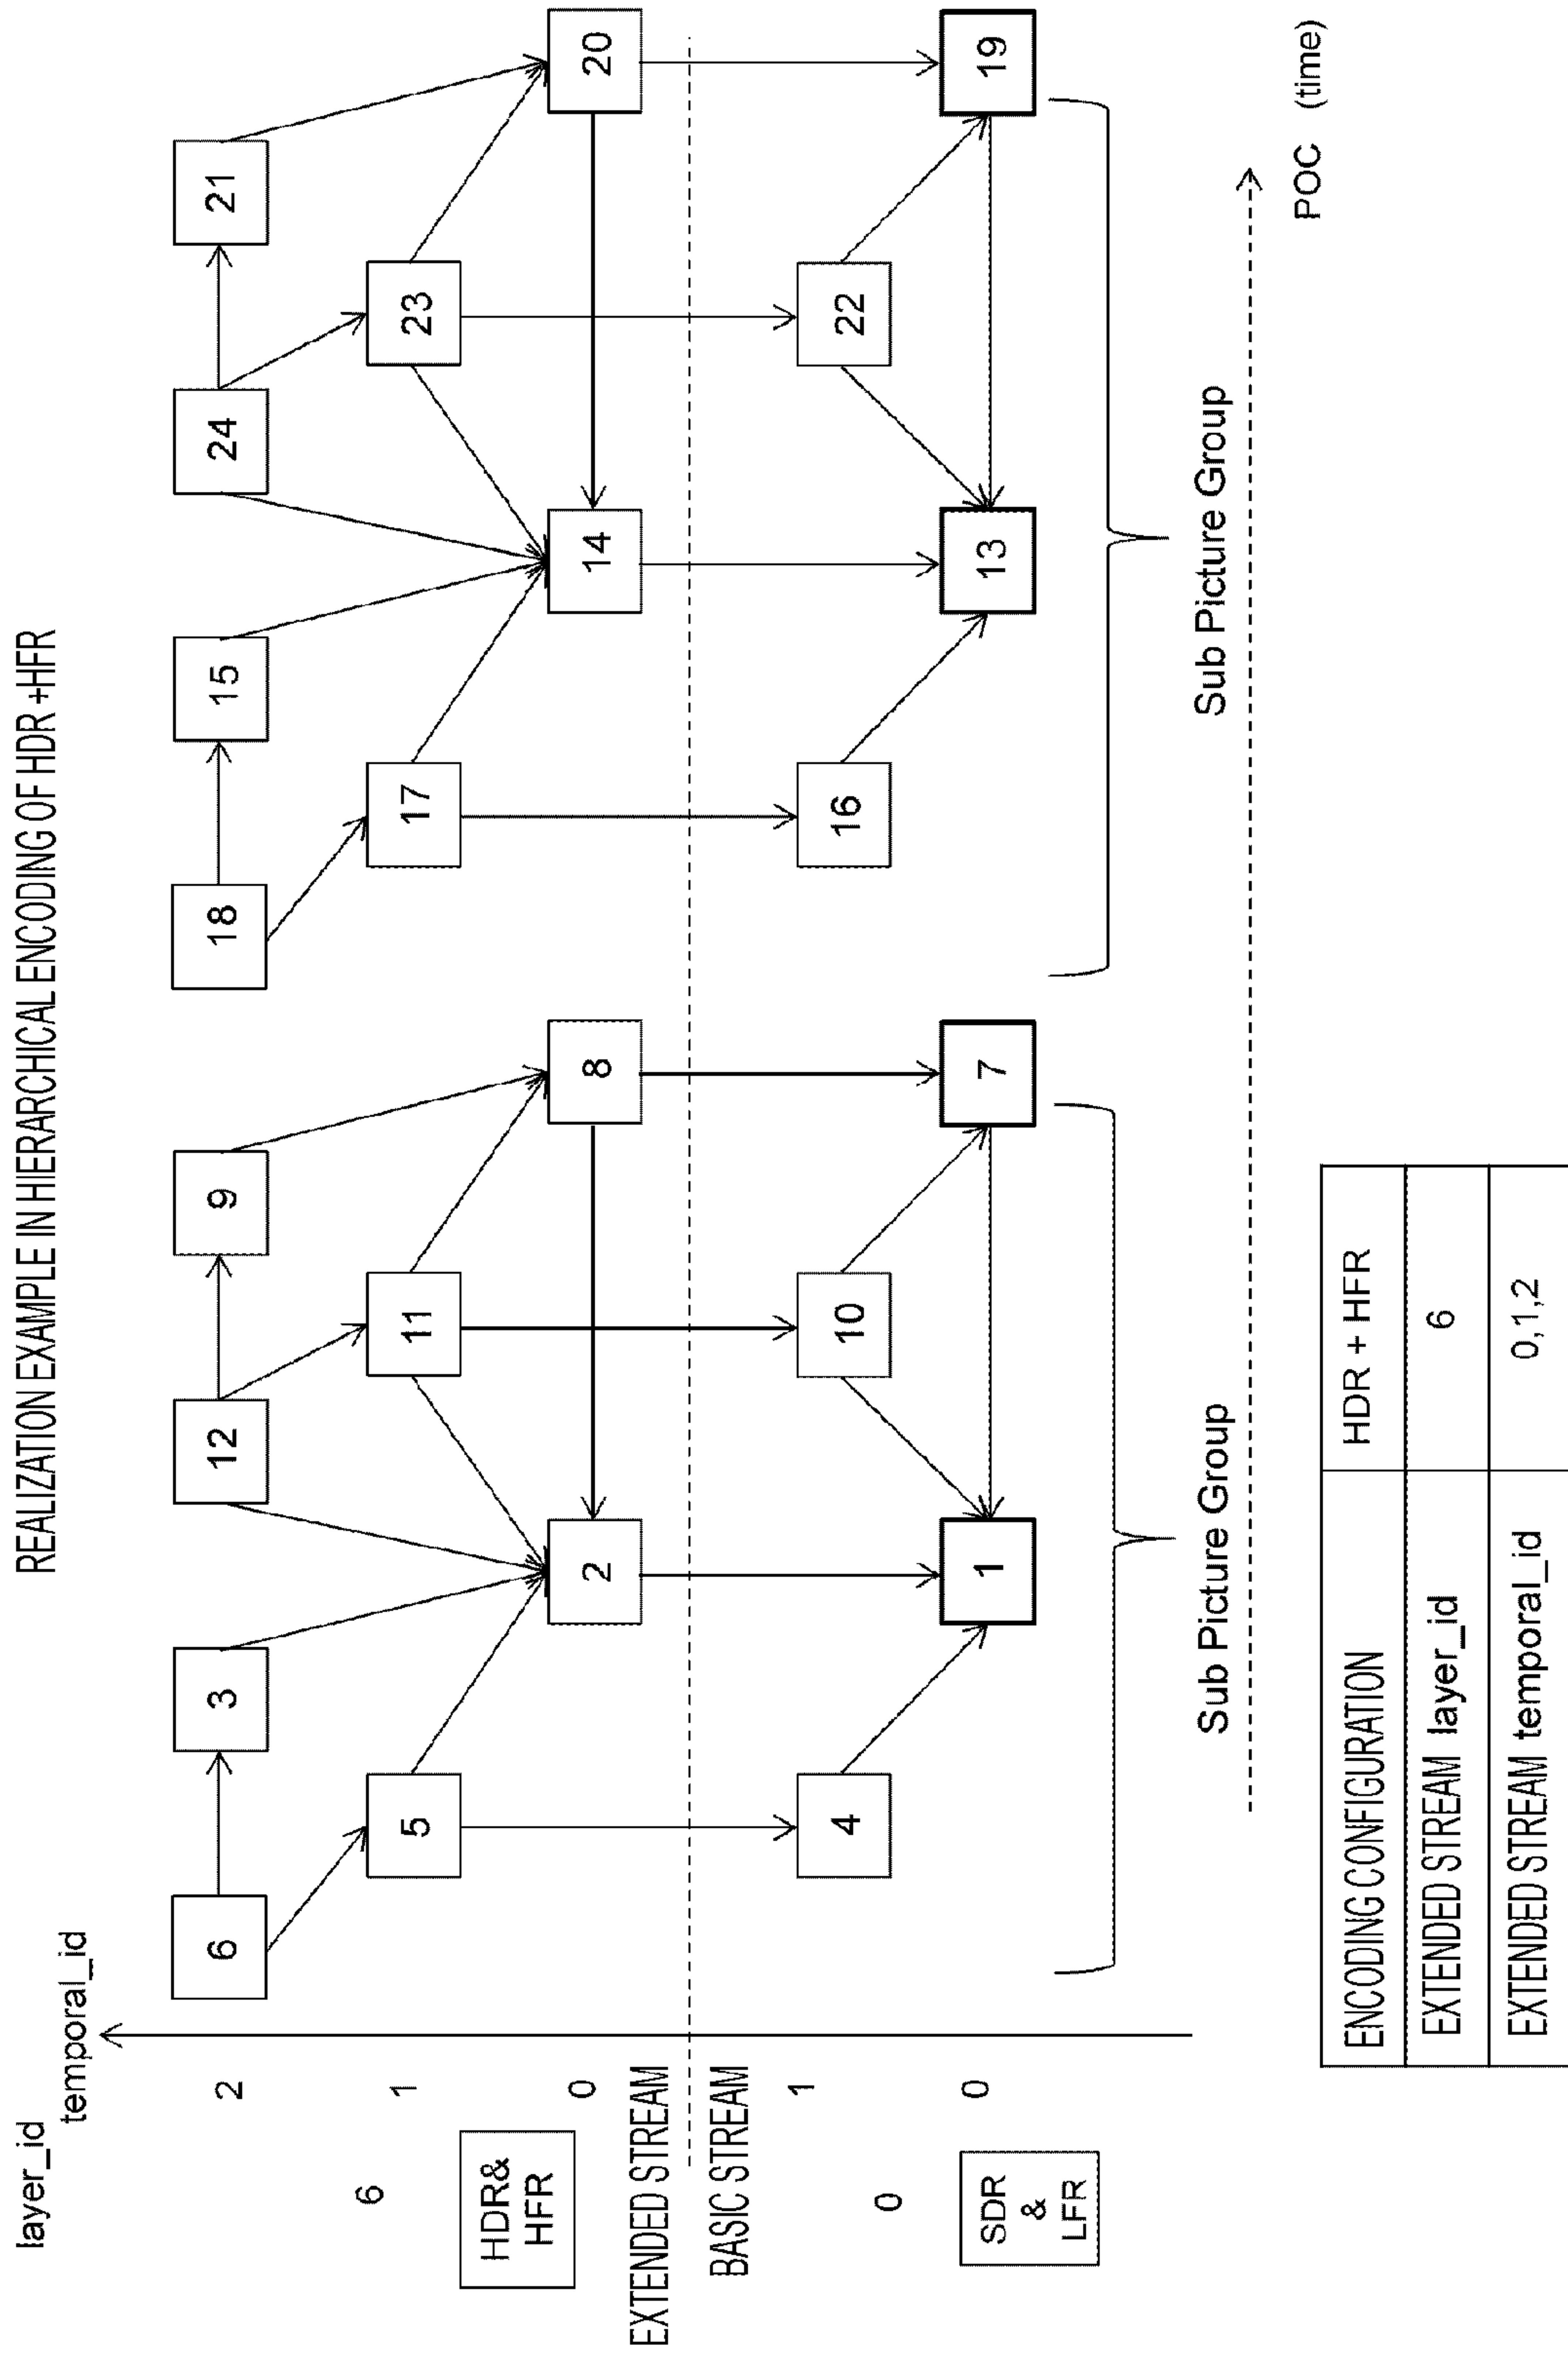 REALIZATION EXAMPLE IN HIERARCHICAL ENCODING OF HDR +HFR
layer_id
temporal_id
2
6 3 12 9 18 15 24 21
6
1
5 11 17 23
HDR&
HFR
0
2 8 14 20
EXTENDED STREAM
BASIC STREAM
1
4 10 16 22
0
SDR
&
LFR
0
1 7 13 19
Sub Picture Group
Sub Picture Group
POC (time)
ENCODING CONFIGURATION HDR + HFR
EXTENDED STREAM layer_id 6
EXTENDED STREAM temporal_id 0,1,2